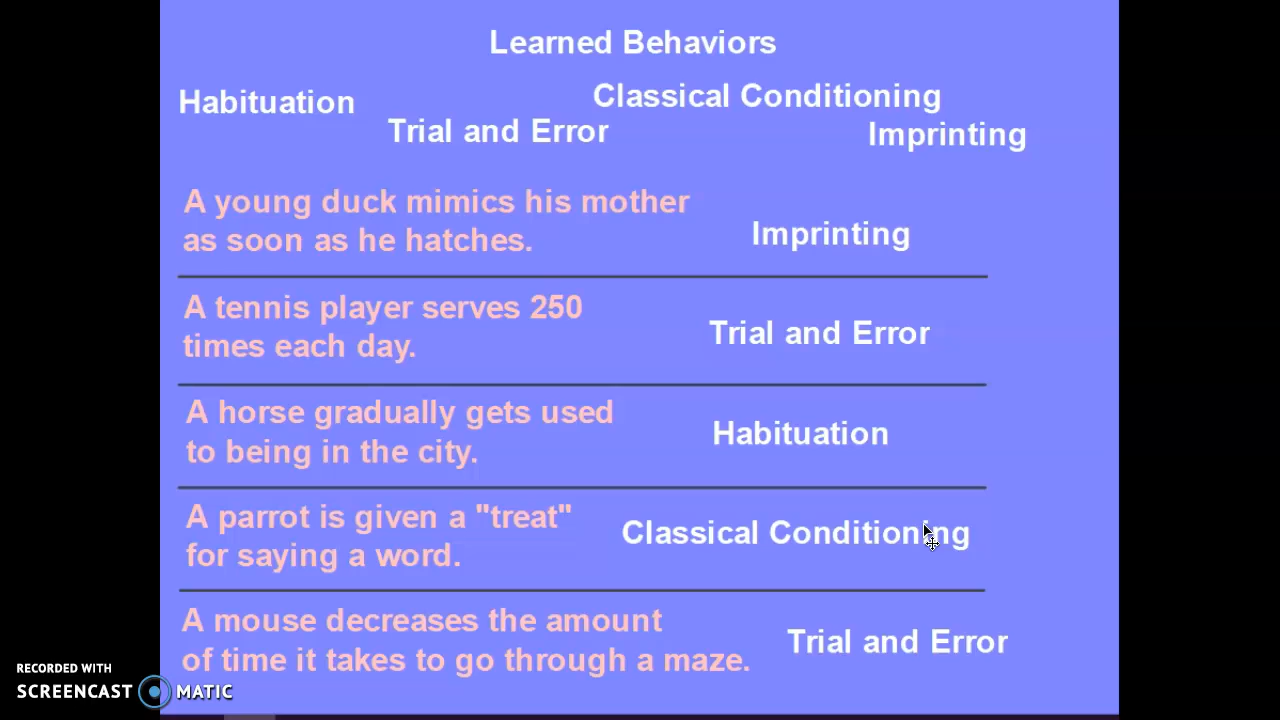 Learned Behaviors
Habituation
Classical Conditioning
Trial and Error
Imprinting
A young duck mimics his mother
as soon as he hatches.
Imprinting
A tennis player serves 250
times each day.
Trial and Error
A horse gradually gets used
to being in the city.
Habituation
A parrot is given a "treat"
for saying a word.
Classical Conditioning
A mouse decreases the amount
of time it takes to go through a maze.
Trial and Error
RECORDED WITH
SCREENCAST MATIC